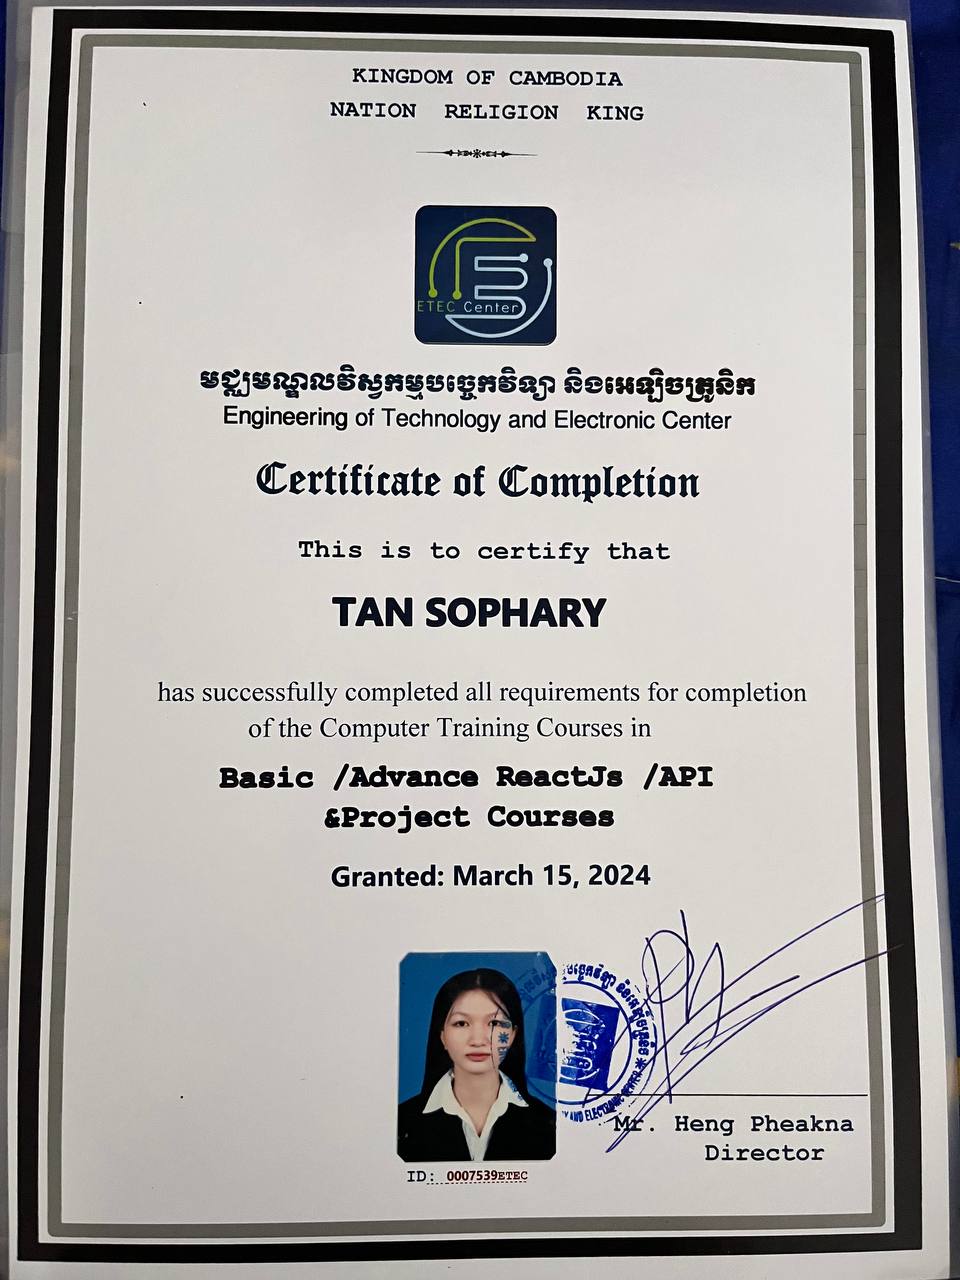 KINGDOM OF CAMBODIA
NATION RELIGION KING
ETEC Center
មជ្ឈមណ្ឌលវិស្វកម្មបច្ចេកវិទ្យា និងអេឡិចត្រូនិក
Engineering of Technology and Electronic Center
Certificate of Completion
This is to certify that
TAN SOPHARY
has successfully completed all requirements for completion
of the Computer Training Courses in
Basic /Advance ReactJs /API
&Project Courses
Granted: March 15, 2024
AND ELECTRONIC CENTER
Mr. Heng Pheakna
Director
ID: 0007539ETEC